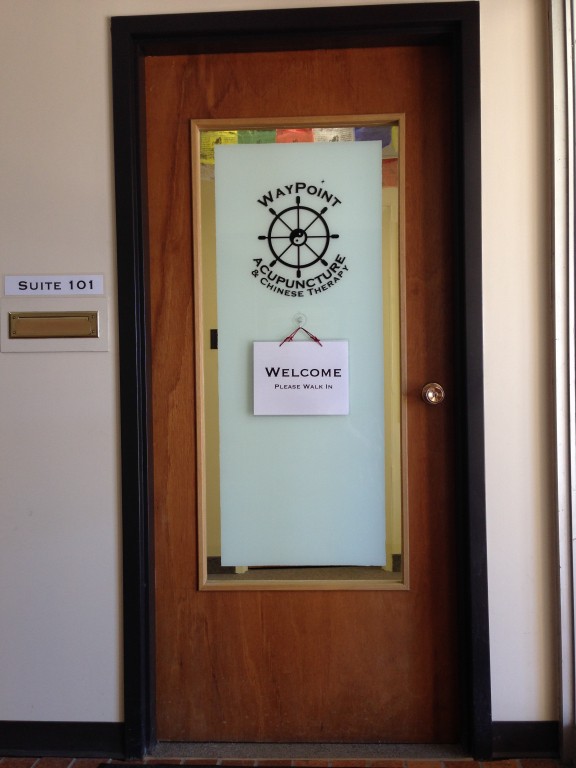 WayPoint
Acupuncture
& Chinese Therapy
Suite 101
Welcome
Please Walk In